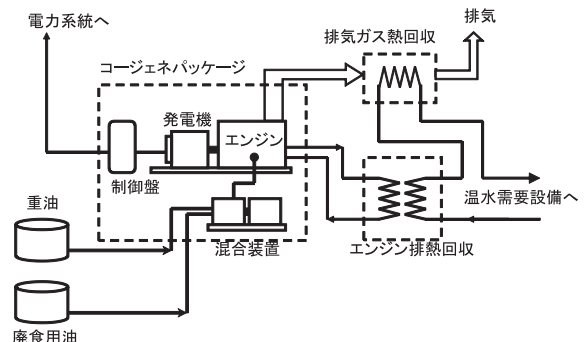 電力系統へ
排気ガス熱回収
排気
コージェネパッケージ
発電機
エンジン
制御盤
重油
混合装置
温水需要設備へ
エンジン排熱回収
廃食用油